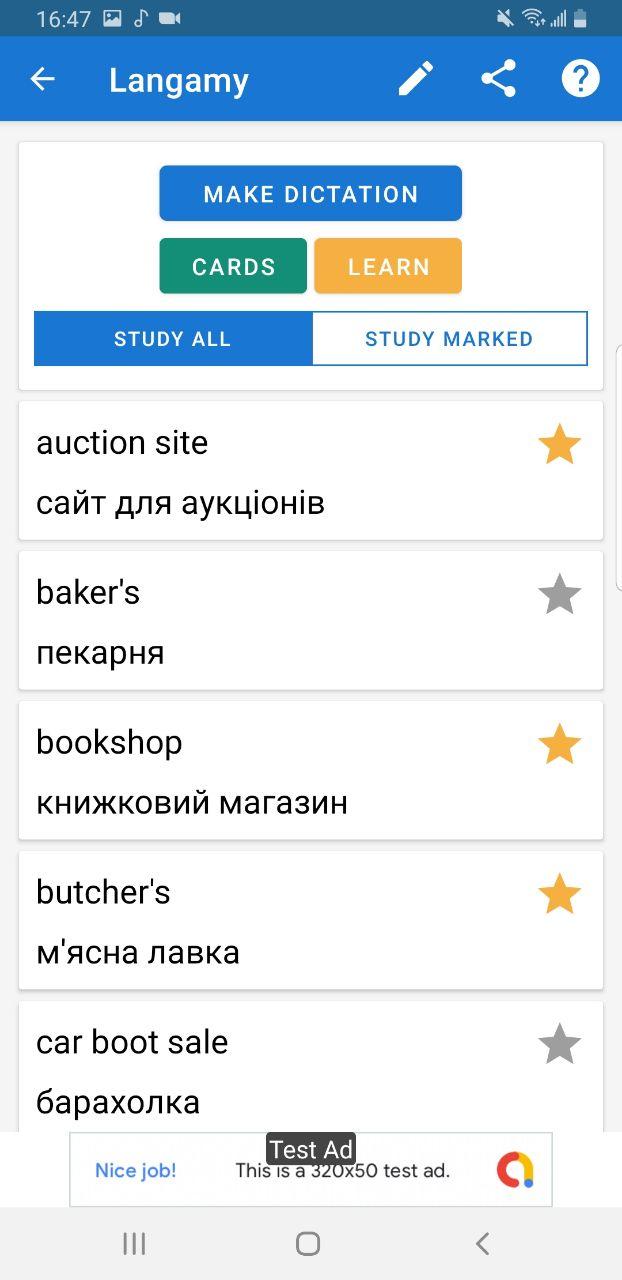 16:47
Langamy
MAKE DICTATION
CARDS LEARN
STUDY ALL STUDY MARKED
auction site
сайт для аукціонів
baker's
пекарня
bookshop
книжковий магазин
butcher's
м'ясна лавка
car boot sale
барахолка
Test Ad
Nice job! This is a 320x50 test ad.